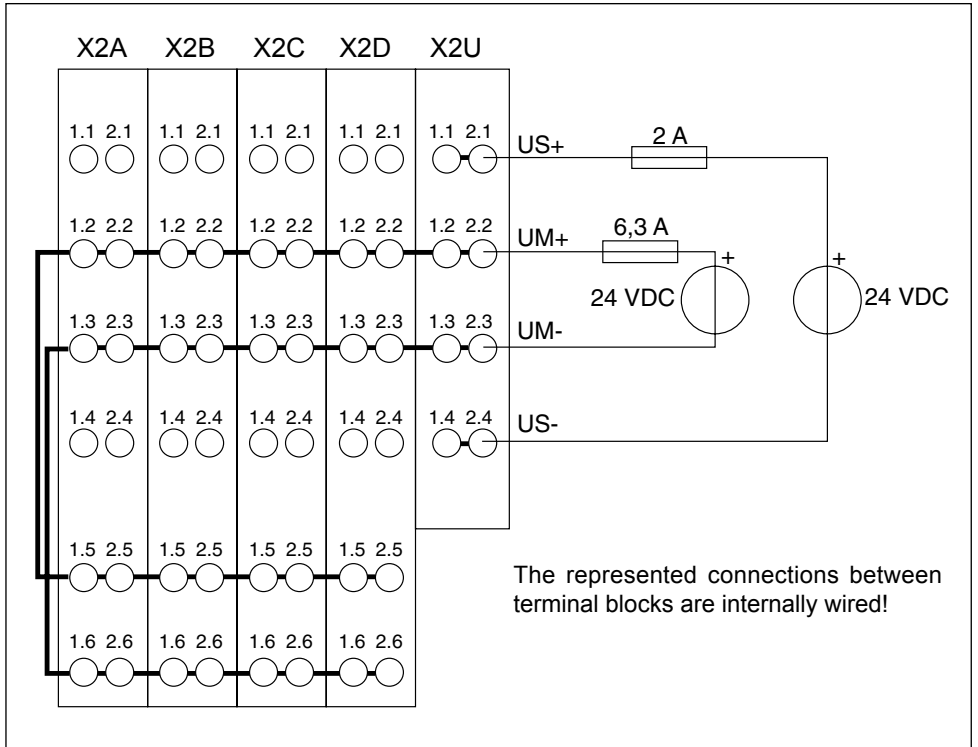 X2A X2B X2C X2D X2U
1.1 2.1 1.1 2.1 1.1 2.1 1.1 2.1 1.1 2.1 US+ 2 A
1.2 2.2 1.2 2.2 1.2 2.2 1.2 2.2 1.2 2.2 UM+ 6,3 A
+ +
24 VDC 24 VDC
1.3 2.3 1.3 2.3 1.3 2.3 1.3 2.3 1.3 2.3 UM-
1.4 2.4 1.4 2.4 1.4 2.4 1.4 2.4 1.4 2.4 US-
1.5 2.5 1.5 2.5 1.5 2.5 1.5 2.5
The represented connections between
terminal blocks are internally wired!
1.6 2.6 1.6 2.6 1.6 2.6 1.6 2.6